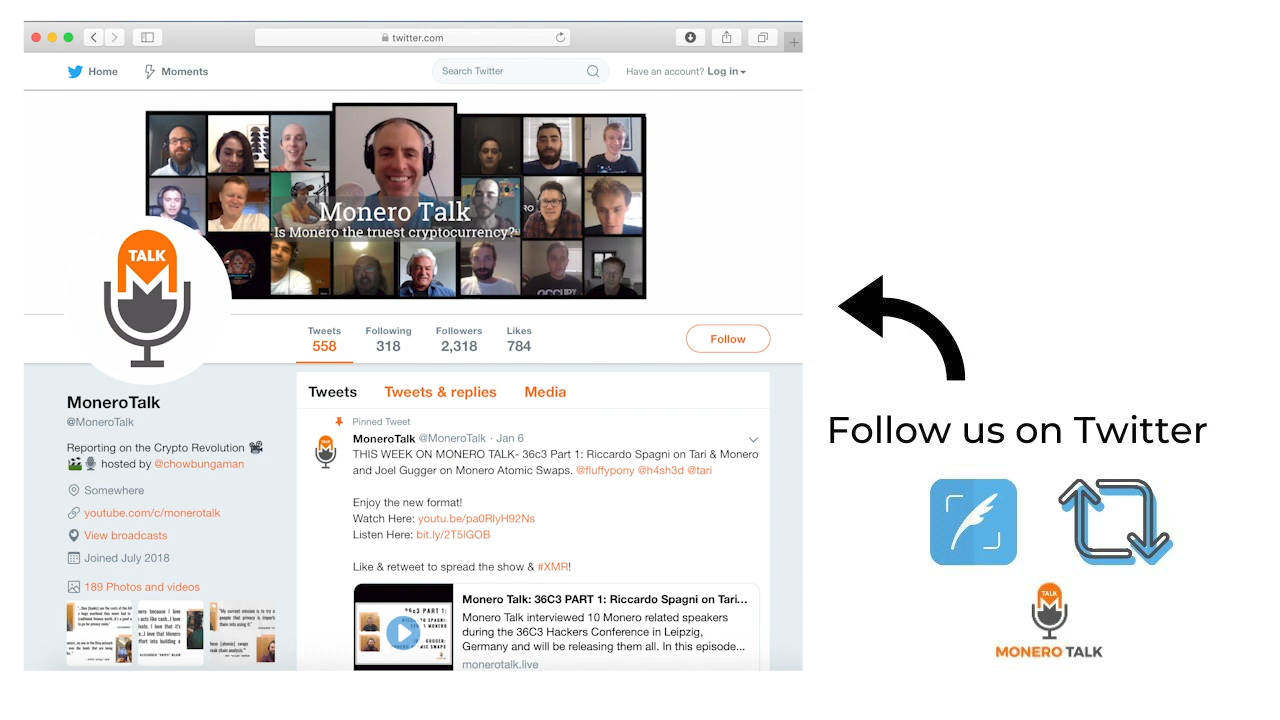 twitter.com
Home
Moments
Search Twitter
Have an account? Log in
Monero Talk
Is Monero the truest cryptocurrency?
TALK
Tweets
558
Following
318
Followers
2,318
Likes
784
Follow
MoneroTalk
@MoneroTalk
Reporting on the Crypto Revolution
hosted by @chowbungaman
Somewhere
youtube.com/c/monerotalk
View broadcasts
Joined July 2018
189 Photos and videos
Tweets
Tweets & replies
Media
Pinned Tweet
MoneroTalk @MoneroTalk · Jan 6
THIS WEEK ON MONERO TALK- 36c3 Part 1: Riccardo Spagni on Tari & Monero
and Joel Gugger on Monero Atomic Swaps. @fluffypony @h4sh3d @tari
Enjoy the new format!
Watch Here: youtu.be/pa0RlyH92Ns
Listen Here: bit.ly/2T5IGOB
Like & retweet to spread the show & #XMR!
36C3 PART 1:
Monero Talk: 36C3 PART 1: Riccardo Spagni on Tari...
Monero Talk interviewed 10 Monero related speakers
during the 36C3 Hackers Conference in Leipzig,
Germany and will be releasing them all. In this episode...
monerotalk.live
Follow us on Twitter
TALK
MONERO TALK